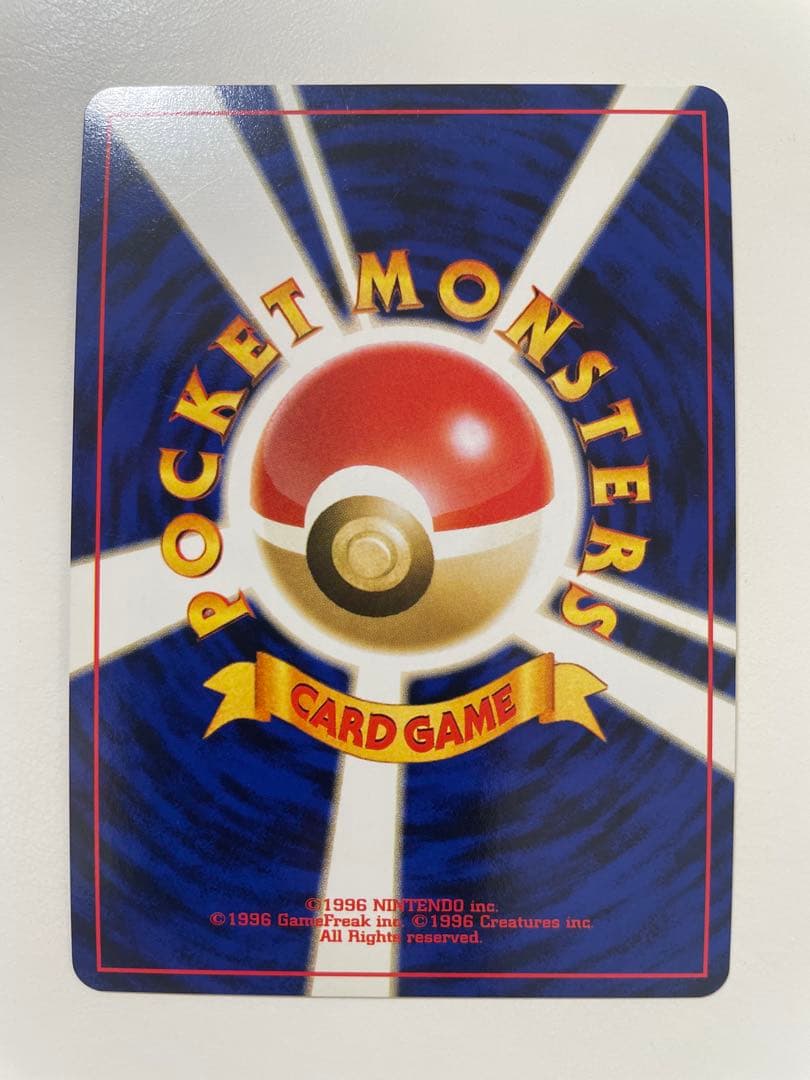 POCKET MONSTERS
CARD GAME
©1996 NINTENDO inc.
©1996 GameFreak inc. ©1996 Creatures inc.
All Rights reserved.